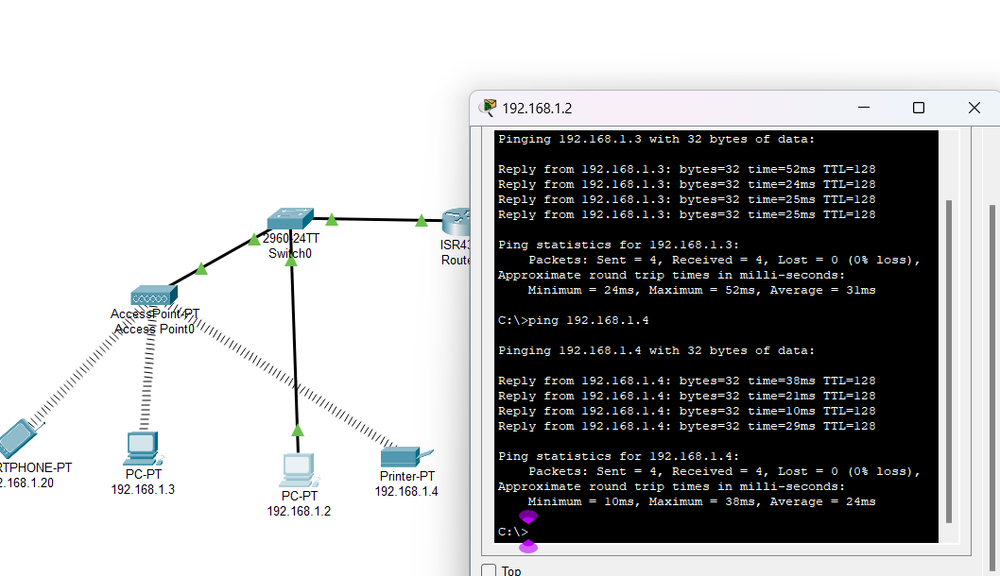 192.168.1.2
Pinging 192.168.1.3 with 32 bytes of data:
Reply from 192.168.1.3: bytes=32 time=52ms TTL=128
Reply from 192.168.1.3: bytes=32 time=24ms TTL=128
Reply from 192.168.1.3: bytes=32 time=25ms TTL=128
Reply from 192.168.1.3: bytes=32 time=25ms TTL=128
Ping statistics for 192.168.1.3:
Packets: Sent = 4, Received = 4, Lost = 0 (0% loss),
Approximate round trip times in milli-seconds:
Minimum = 24ms, Maximum = 52ms, Average = 31ms
C:\>ping 192.168.1.4
Pinging 192.168.1.4 with 32 bytes of data:
Reply from 192.168.1.4: bytes=32 time=38ms TTL=128
Reply from 192.168.1.4: bytes=32 time=21ms TTL=128
Reply from 192.168.1.4: bytes=32 time=10ms TTL=128
Reply from 192.168.1.4: bytes=32 time=29ms TTL=128
Ping statistics for 192.168.1.4:
Packets: Sent = 4, Received = 4, Lost = 0 (0% loss),
Approximate round trip times in milli-seconds:
Minimum = 10ms, Maximum = 38ms, Average = 24ms
C:\>
Top
2960-24TT
Switch0
ISR43
Route
AccessPoint-PT
Access Point0
RTPHONE-PT
2.168.1.20
PC-PT
192.168.1.3
PC-PT
192.168.1.2
Printer-PT
192.168.1.4